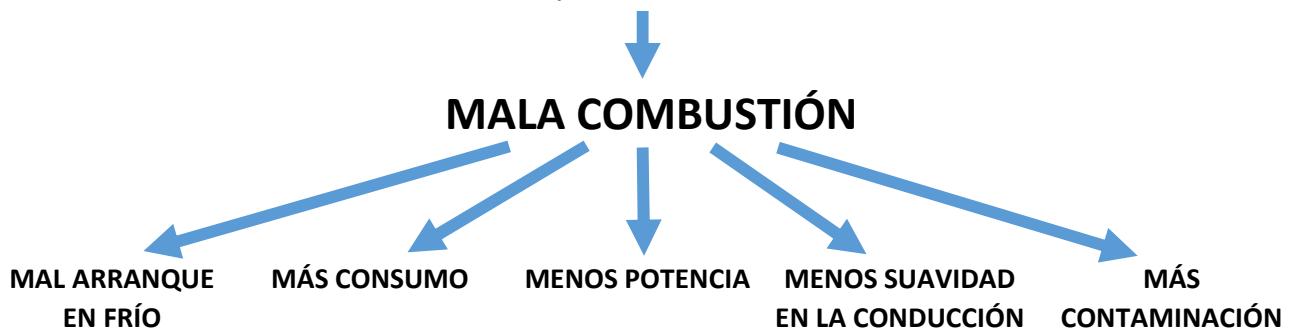 MALA COMBUSTIÓN
MAL ARRANQUE
EN FRÍO
MÁS CONSUMO
MENOS POTENCIA
MENOS SUAVIDAD
EN LA CONDUCCIÓN
MÁS
CONTAMINACIÓN